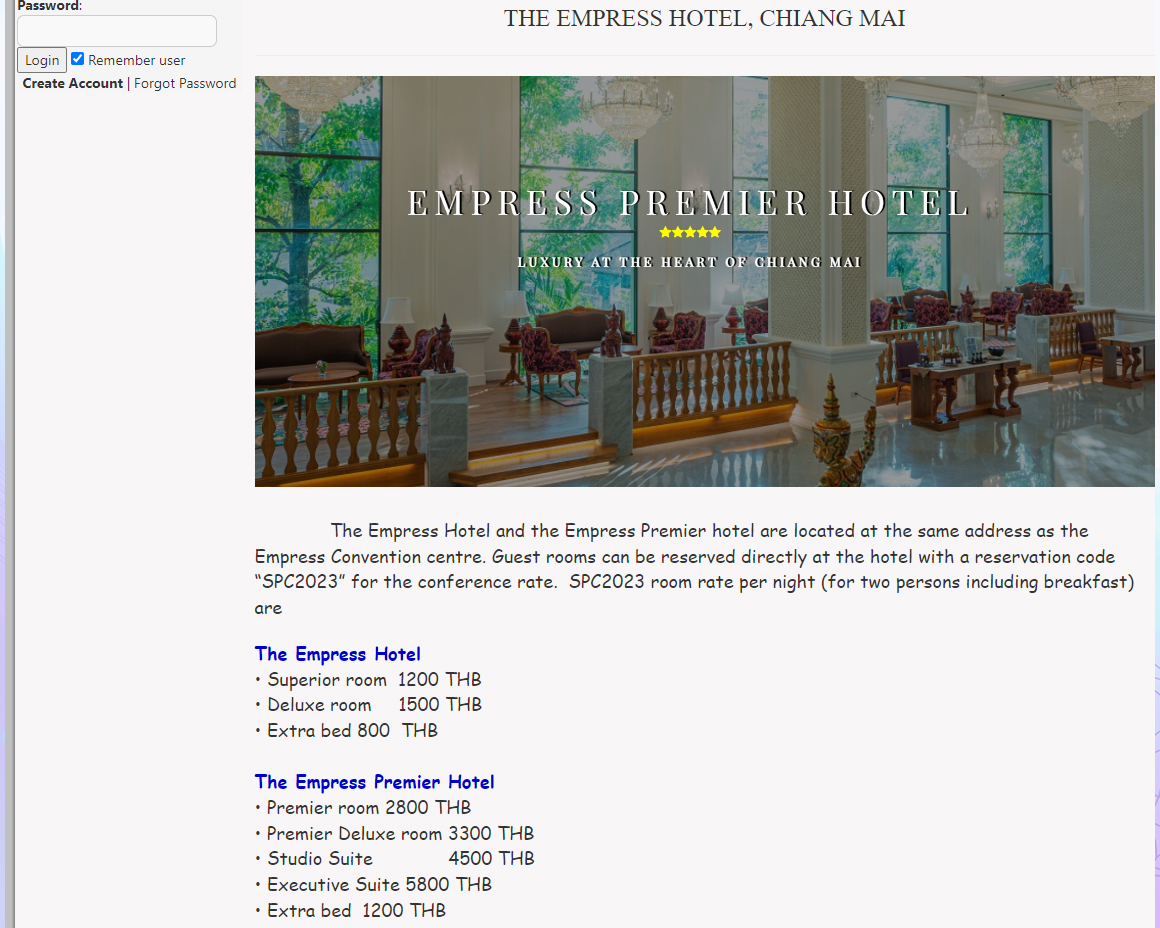 Password:
Login Remember user
Create Account | Forgot Password
THE EMPRESS HOTEL, CHIANG MAI
EMPRESS PREMIER HOTEL
LUXURY AT THE HEART OF CHIANG MAI
The Empress Hotel and the Empress Premier hotel are located at the same address as the
Empress Convention centre. Guest rooms can be reserved directly at the hotel with a reservation code
“SPC2023” for the conference rate. SPC2023 room rate per night (for two persons including breakfast)
are
The Empress Hotel
• Superior room 1200 THB
• Deluxe room 1500 THB
• Extra bed 800 THB
The Empress Premier Hotel
• Premier room 2800 THB
• Premier Deluxe room 3300 THB
• Studio Suite 4500 THB
• Executive Suite 5800 THB
• Extra bed 1200 THB